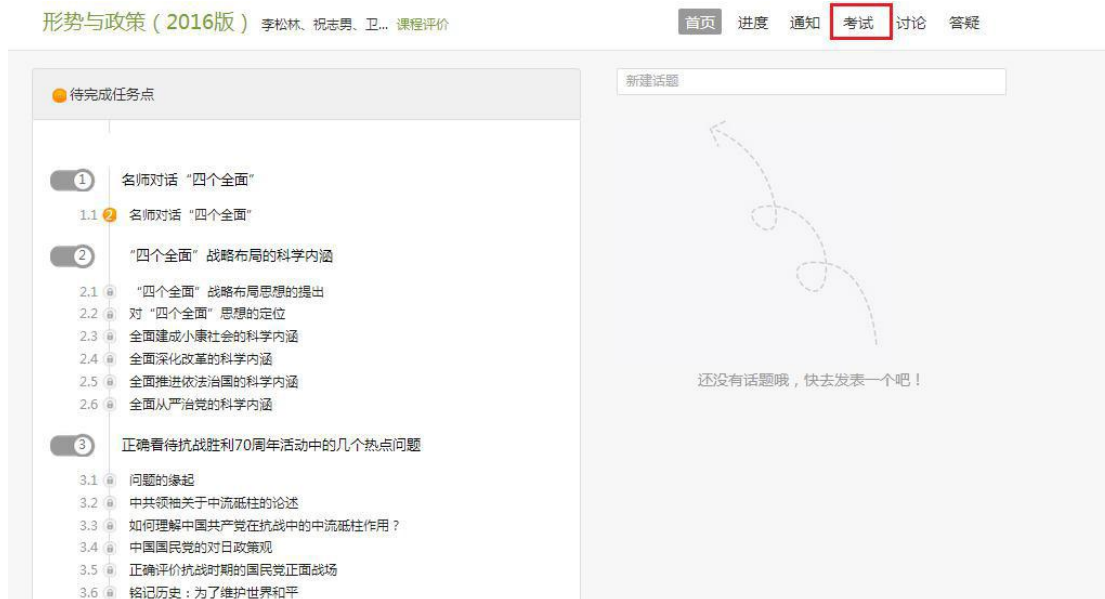 形势与政策（2016版） 李松林、祝志男、卫... 课程评价
首页 进度 通知 考试 讨论 答疑
待完成任务点
新建话题
1 名师对话“四个全面”
1.1 2 名师对话“四个全面”
2 “四个全面”战略布局的科学内涵
2.1 “四个全面”战略布局思想的提出
2.2 对“四个全面”思想的定位
2.3 全面建成小康社会的科学内涵
2.4 全面深化改革的科学内涵
2.5 全面推进依法治国的科学内涵
2.6 全面从严治党的科学内涵
3 正确看待抗战胜利70周年活动中的几个热点问题
3.1 问题的缘起
3.2 中共领袖关于中流砥柱的论述
3.3 如何理解中国共产党在抗战中的中流砥柱作用？
3.4 中国国民党的对日政策观
3.5 正确评价抗战时期的国民党正面战场
3.6 铭记历史：为了维护世界和平
还没有话题哦，快去发表一个吧！